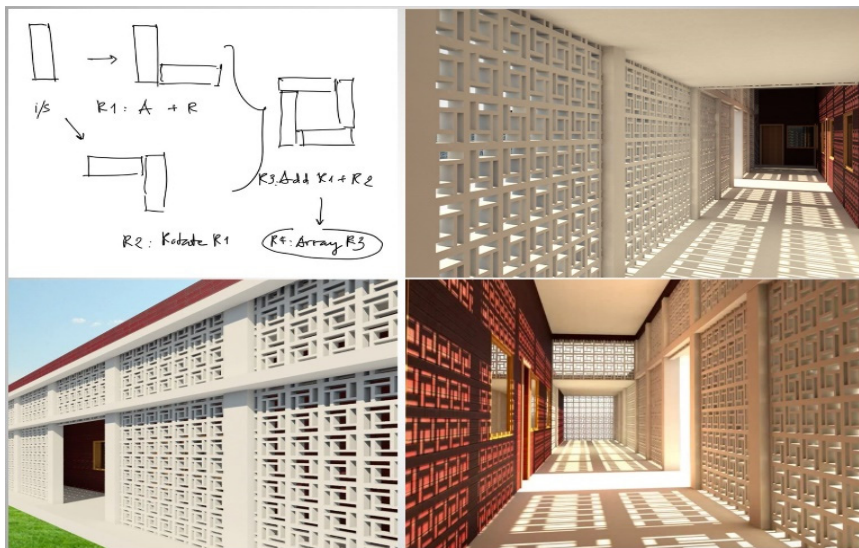 i/s
R1: A + R
R2: Rotate R1
R3: Add R1 + R2
R4: Array R3